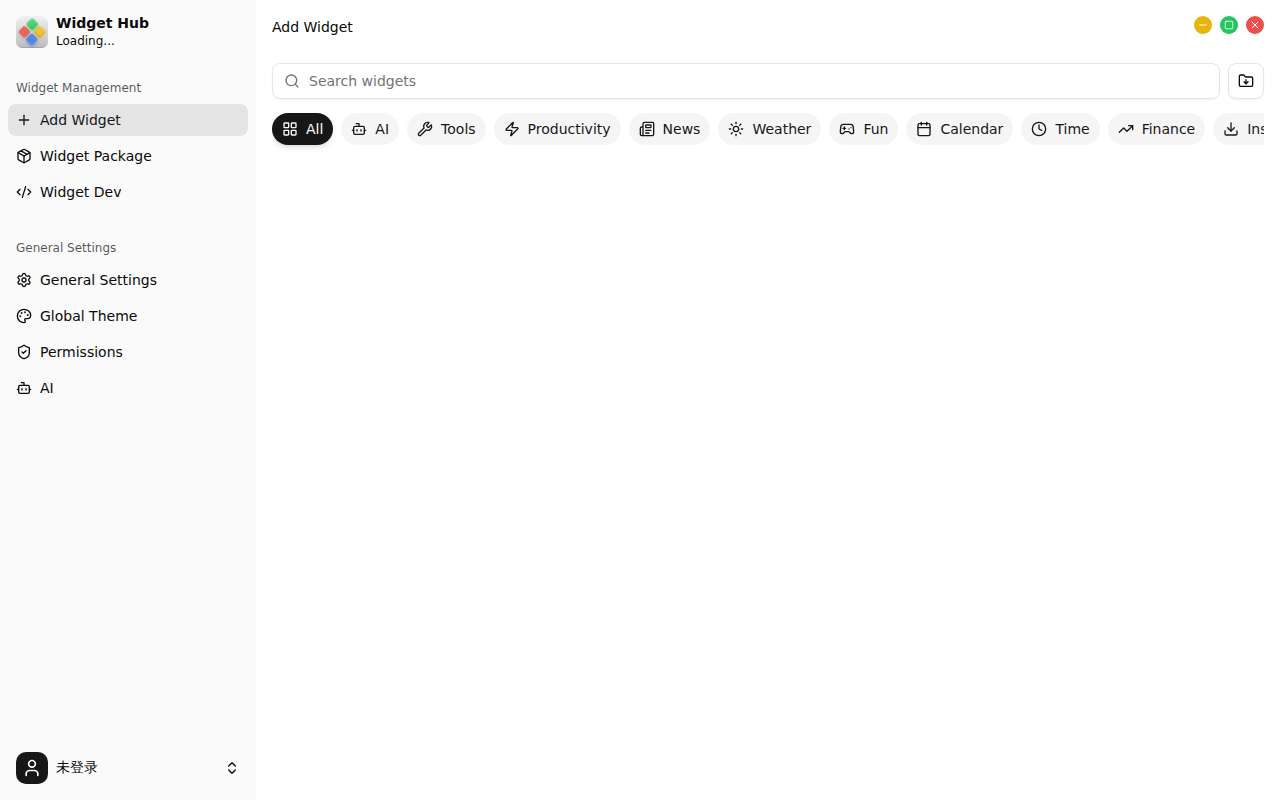 Widget Hub
Loading...
Widget Management
Add Widget
Widget Package
Widget Dev
General Settings
General Settings
Global Theme
Permissions
AI
未登录
Add Widget
Search widgets
All
AI
Tools
Productivity
News
Weather
Fun
Calendar
Time
Finance
Ins